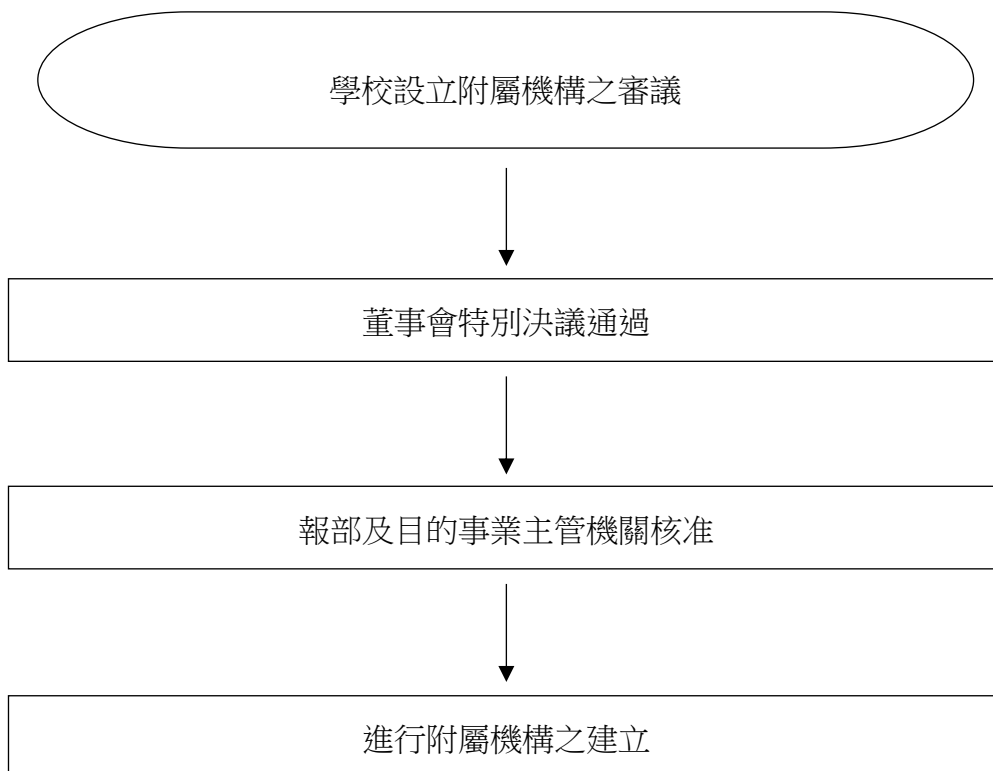 學校設立附屬機構之審議
董事會特別決議通過
報部及目的事業主管機關核准
進行附屬機構之建立